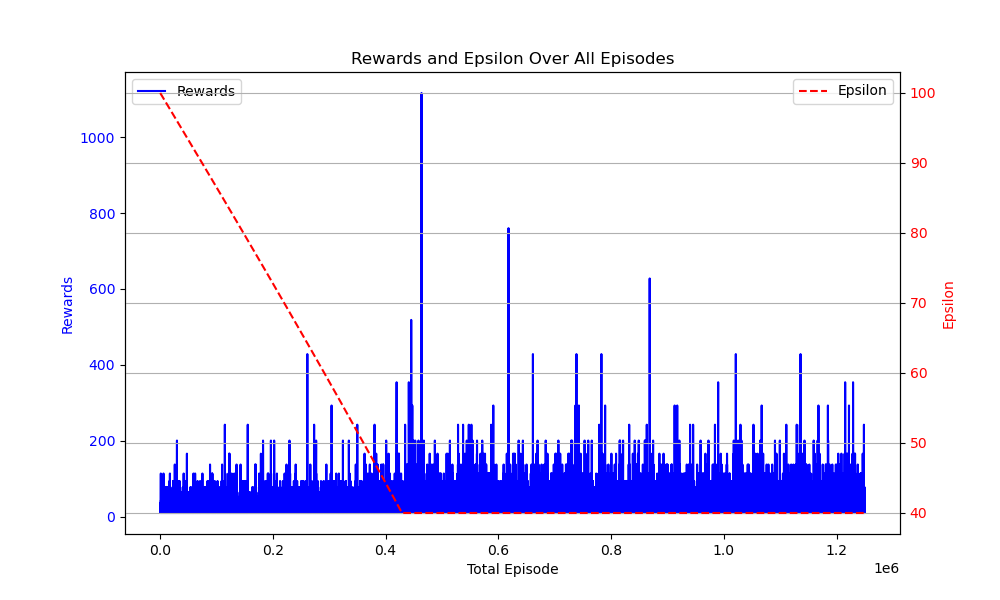 Rewards and Epsilon Over All Episodes
Rewards
Epsilon
1000
800
600
400
200
0
Rewards
100
90
80
70
60
50
40
Epsilon
0.0 0.2 0.4 0.6 0.8 1.0 1.2
1e6
Total Episode